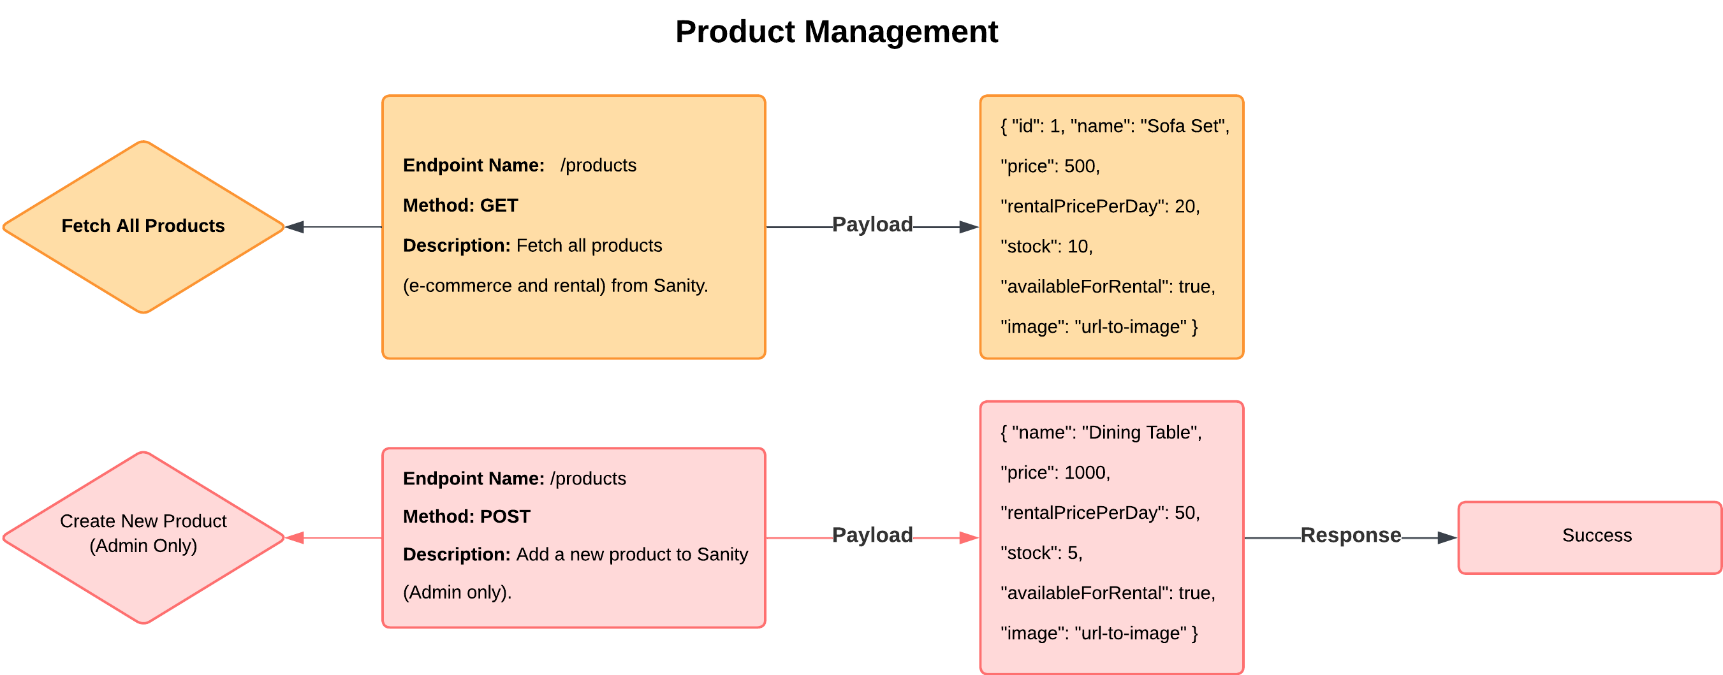 Product Management
Fetch All Products
Endpoint Name: /products
Method: GET
Description: Fetch all products
(e-commerce and rental) from Sanity.
Payload
{ "id": 1, "name": "Sofa Set",
"price": 500,
"rentalPricePerDay": 20,
"stock": 10,
"availableForRental": true,
"image": "url-to-image" }
Create New Product
(Admin Only)
Endpoint Name: /products
Method: POST
Description: Add a new product to Sanity
(Admin only).
Payload
{ "name": "Dining Table",
"price": 1000,
"rentalPricePerDay": 50,
"stock": 5,
"availableForRental": true,
"image": "url-to-image" }
Response
Success